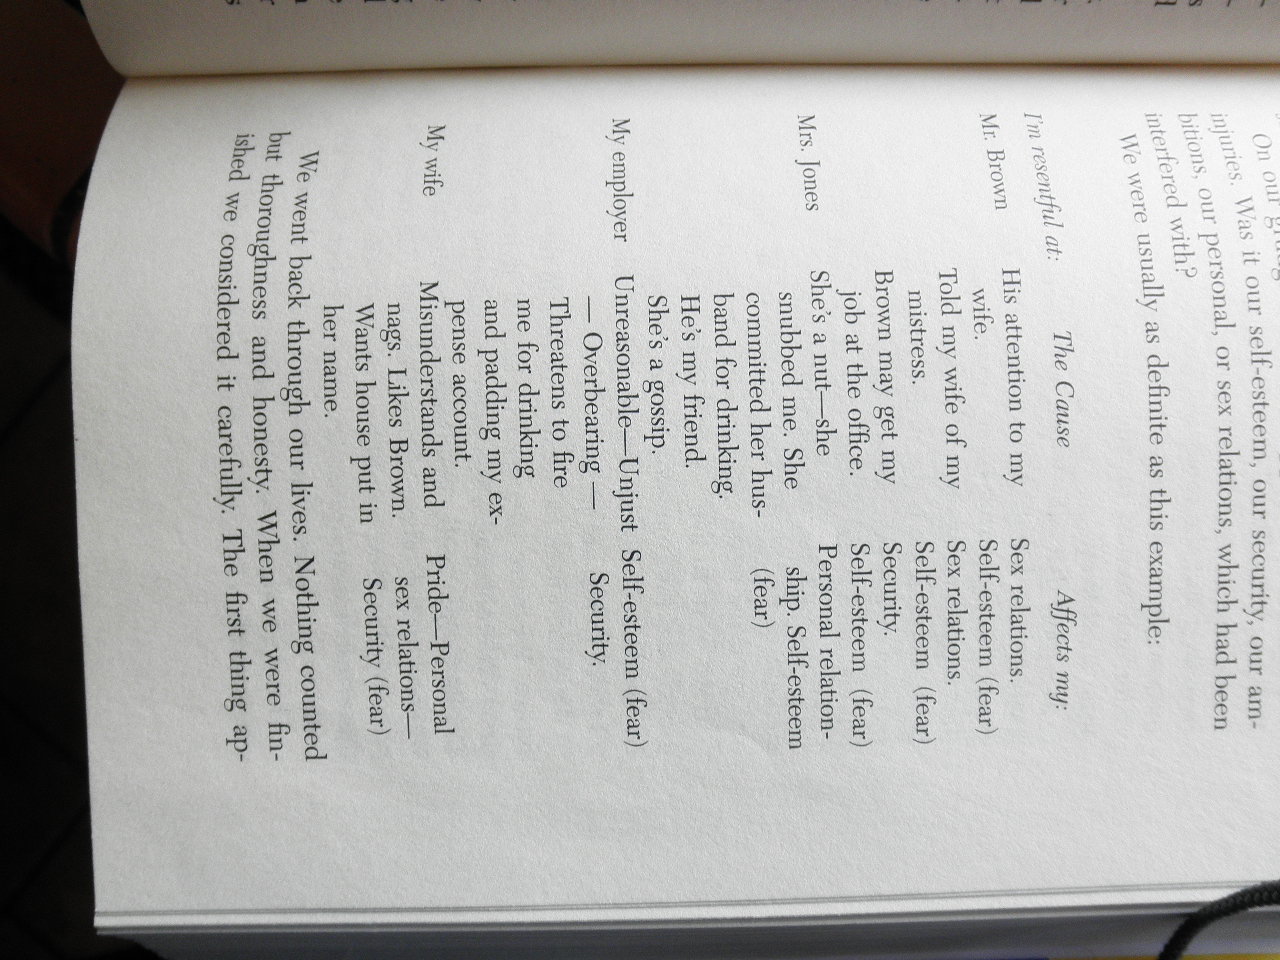 On our
injuries. Was it our self-esteem, our security, our am-
bitions, our personal, or sex relations, which had been
interfered with?
We were usually as definite as this example:
I'm resentful at: The Cause Affects my:
Mr. Brown His attention to my Sex relations.
wife. Self-esteem (fear)
Told my wife of my Sex relations.
mistress. Self-esteem (fear)
Brown may get my Security.
job at the office. Self-esteem (fear)
Mrs. Jones She's a nut—she Personal relation-
snubbed me. She ship. Self-esteem
committed her hus- (fear)
band for drinking.
He's my friend.
She's a gossip.
My employer Unreasonable—Unjust Self-esteem (fear)
— Overbearing — Security.
Threatens to fire
me for drinking
and padding my ex-
pense account.
My wife Misunderstands and Pride—Personal
nags. Likes Brown. sex relations—
Wants house put in Security (fear)
her name.
We went back through our lives. Nothing counted
but thoroughness and honesty. When we were fin-
ished we considered it carefully. The first thing ap-